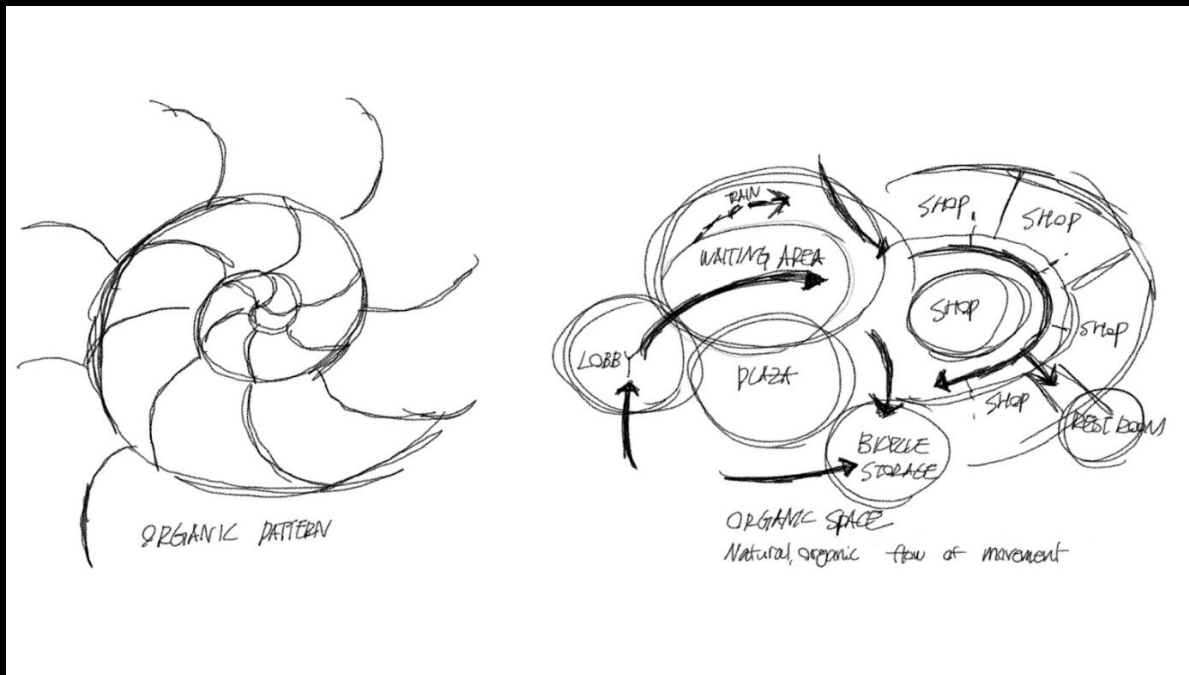 ORGANIC PATTERN
TRAIN
WAITING AREA
LOBBY
PLAZA
SHOP
SHOP
SHOP
SHOP
SHOP
REST ROOM
BICYCLE
STORAGE
ORGANIC SPACE
Natural, organic flow of movement